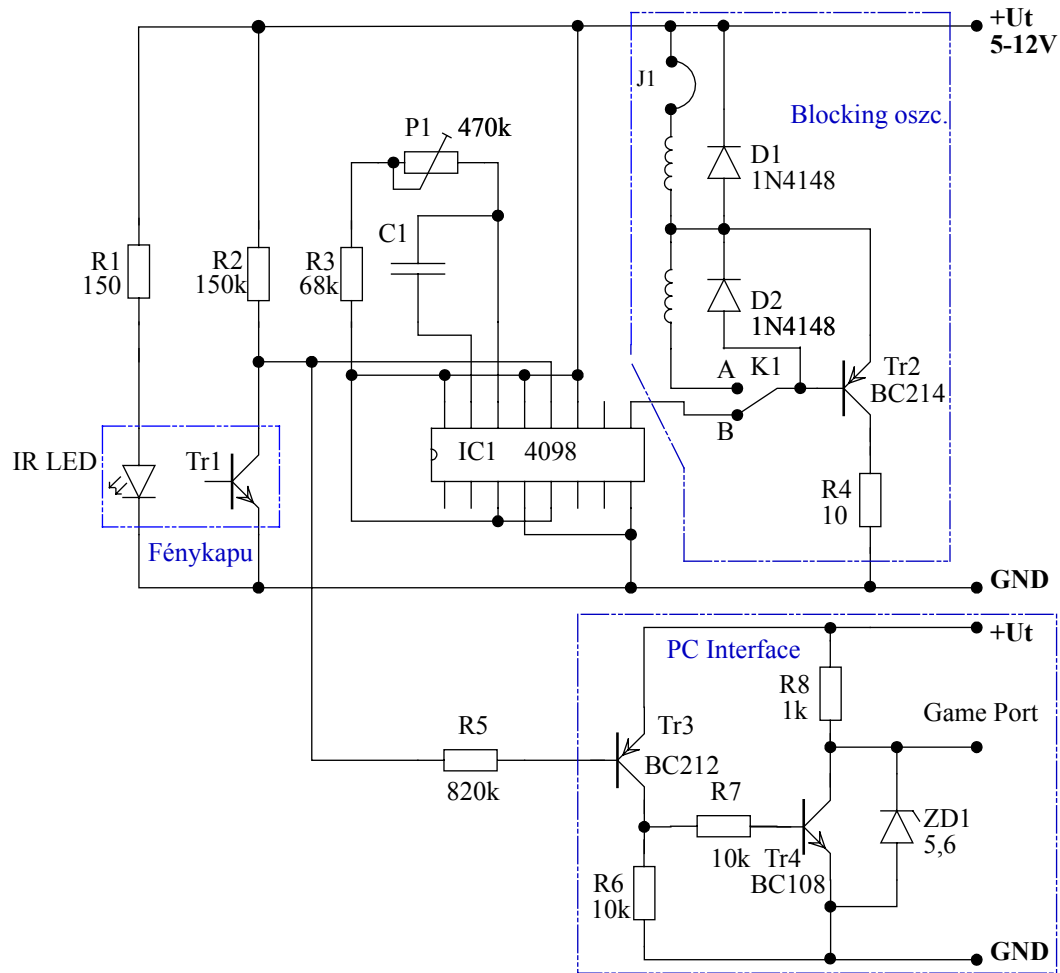 +Ut
5-12V
J1
Blocking oszc.
P1 470k
D1
1N4148
C1
R1
150
R2
150k
R3
68k
D2
1N4148
A
K1
B
Tr2
BC214
IC1 4098
IR LED
Tr1
R4
10
Fénykapu
GND
+Ut
PC Interface
R8
1k
Game Port
R5
820k
Tr3
BC212
R7
10k
ZD1
5,6
Tr4
BC108
R6
10k
GND